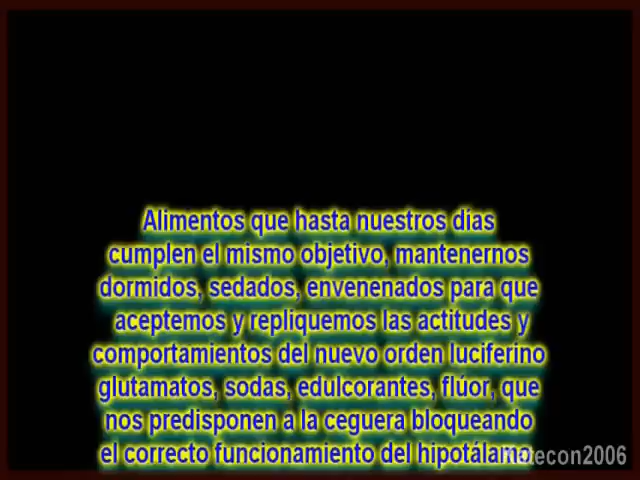 Alimentos que hasta nuestros días
cumplen el mismo objetivo, mantenernos
dormidos, sedados, envenenados para que
aceptemos y repliquemos las actitudes y
comportamientos del nuevo orden luciferino
glutamatos, sodas, edulcorantes, flúor, que
nos predisponen a la ceguera bloqueando
el correcto funcionamiento del hipotálamo
Katecon2006